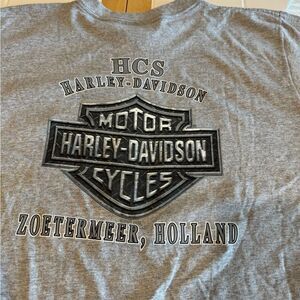 HCS
HARLEY-DAVIDSON
MOTOR
HARLEY-DAVIDSON
CYCLES
ZOETERMEER, HOLLAND